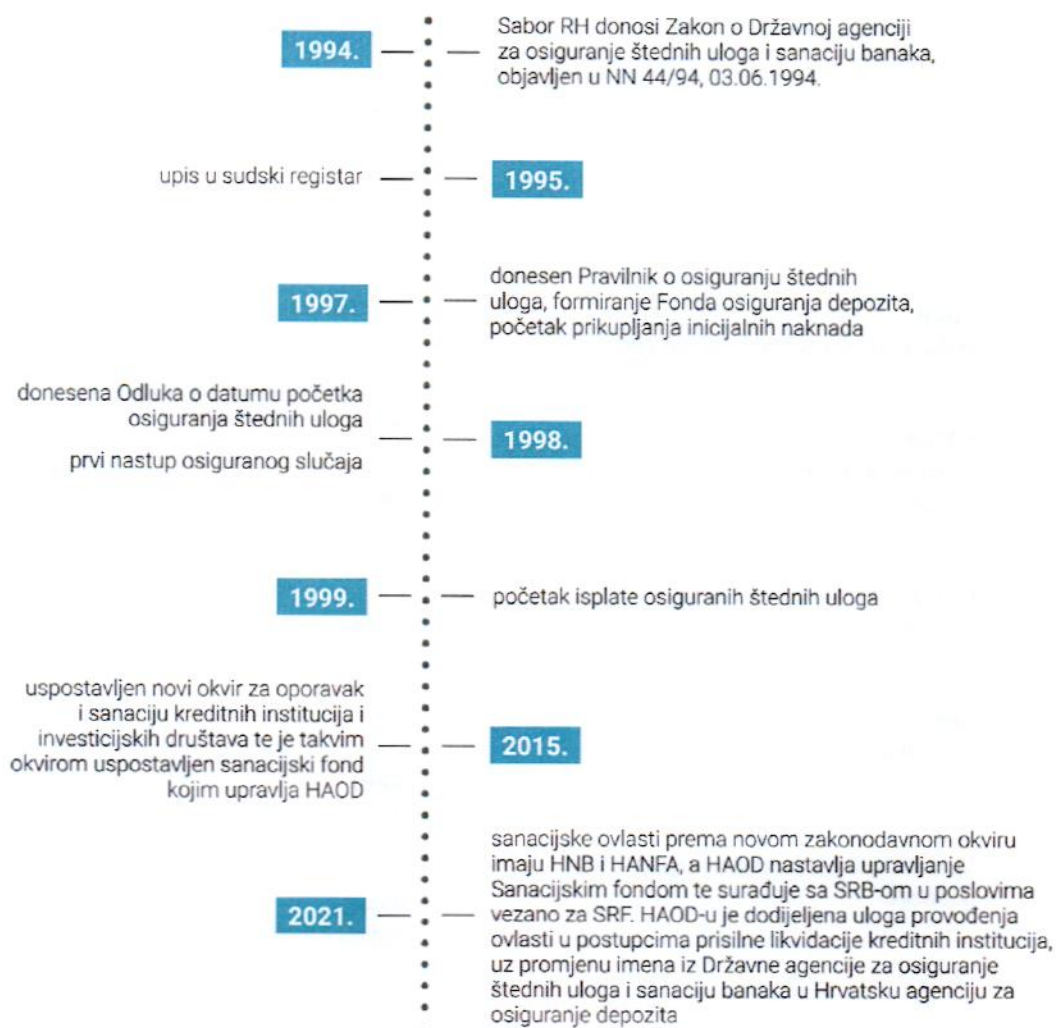 1994.
Sabor RH donosi Zakon o Državnoj agenciji
za osiguranje štednih uloga i sanaciju banaka,
objavljen u NN 44/94, 03.06.1994.
upis u sudski registar
1995.
1997.
donesen Pravilnik o osiguranju štednih
uloga, formiranje Fonda osiguranja depozita,
početak prikupljanja inicijalnih naknada
donesena Odluka o datumu početka
osiguranja štednih uloga
prvi nastup osiguranog slučaja
1998.
1999.
početak isplate osiguranih štednih uloga
uspostavljen novi okvir za oporavak
i sanaciju kreditnih institucija i
investicijskih društava te je takvim
okvirom uspostavljen sanacijski fond
kojim upravlja HAOD
2015.
2021.
sanacijske ovlasti prema novom zakonodavnom okviru
imaju HNB i HANFA, a HAOD nastavlja upravljanje
Sanacijskim fondom te surađuje sa SRB-om u poslovima
vezano za SRF. HAOD-u je dodijeljena uloga provođenja
ovlasti u postupcima prisilne likvidacije kreditnih institucija,
uz promjenu imena iz Državne agencije za osiguranje
štednih uloga i sanaciju banaka u Hrvatsku agenciju za
osiguranje depozita